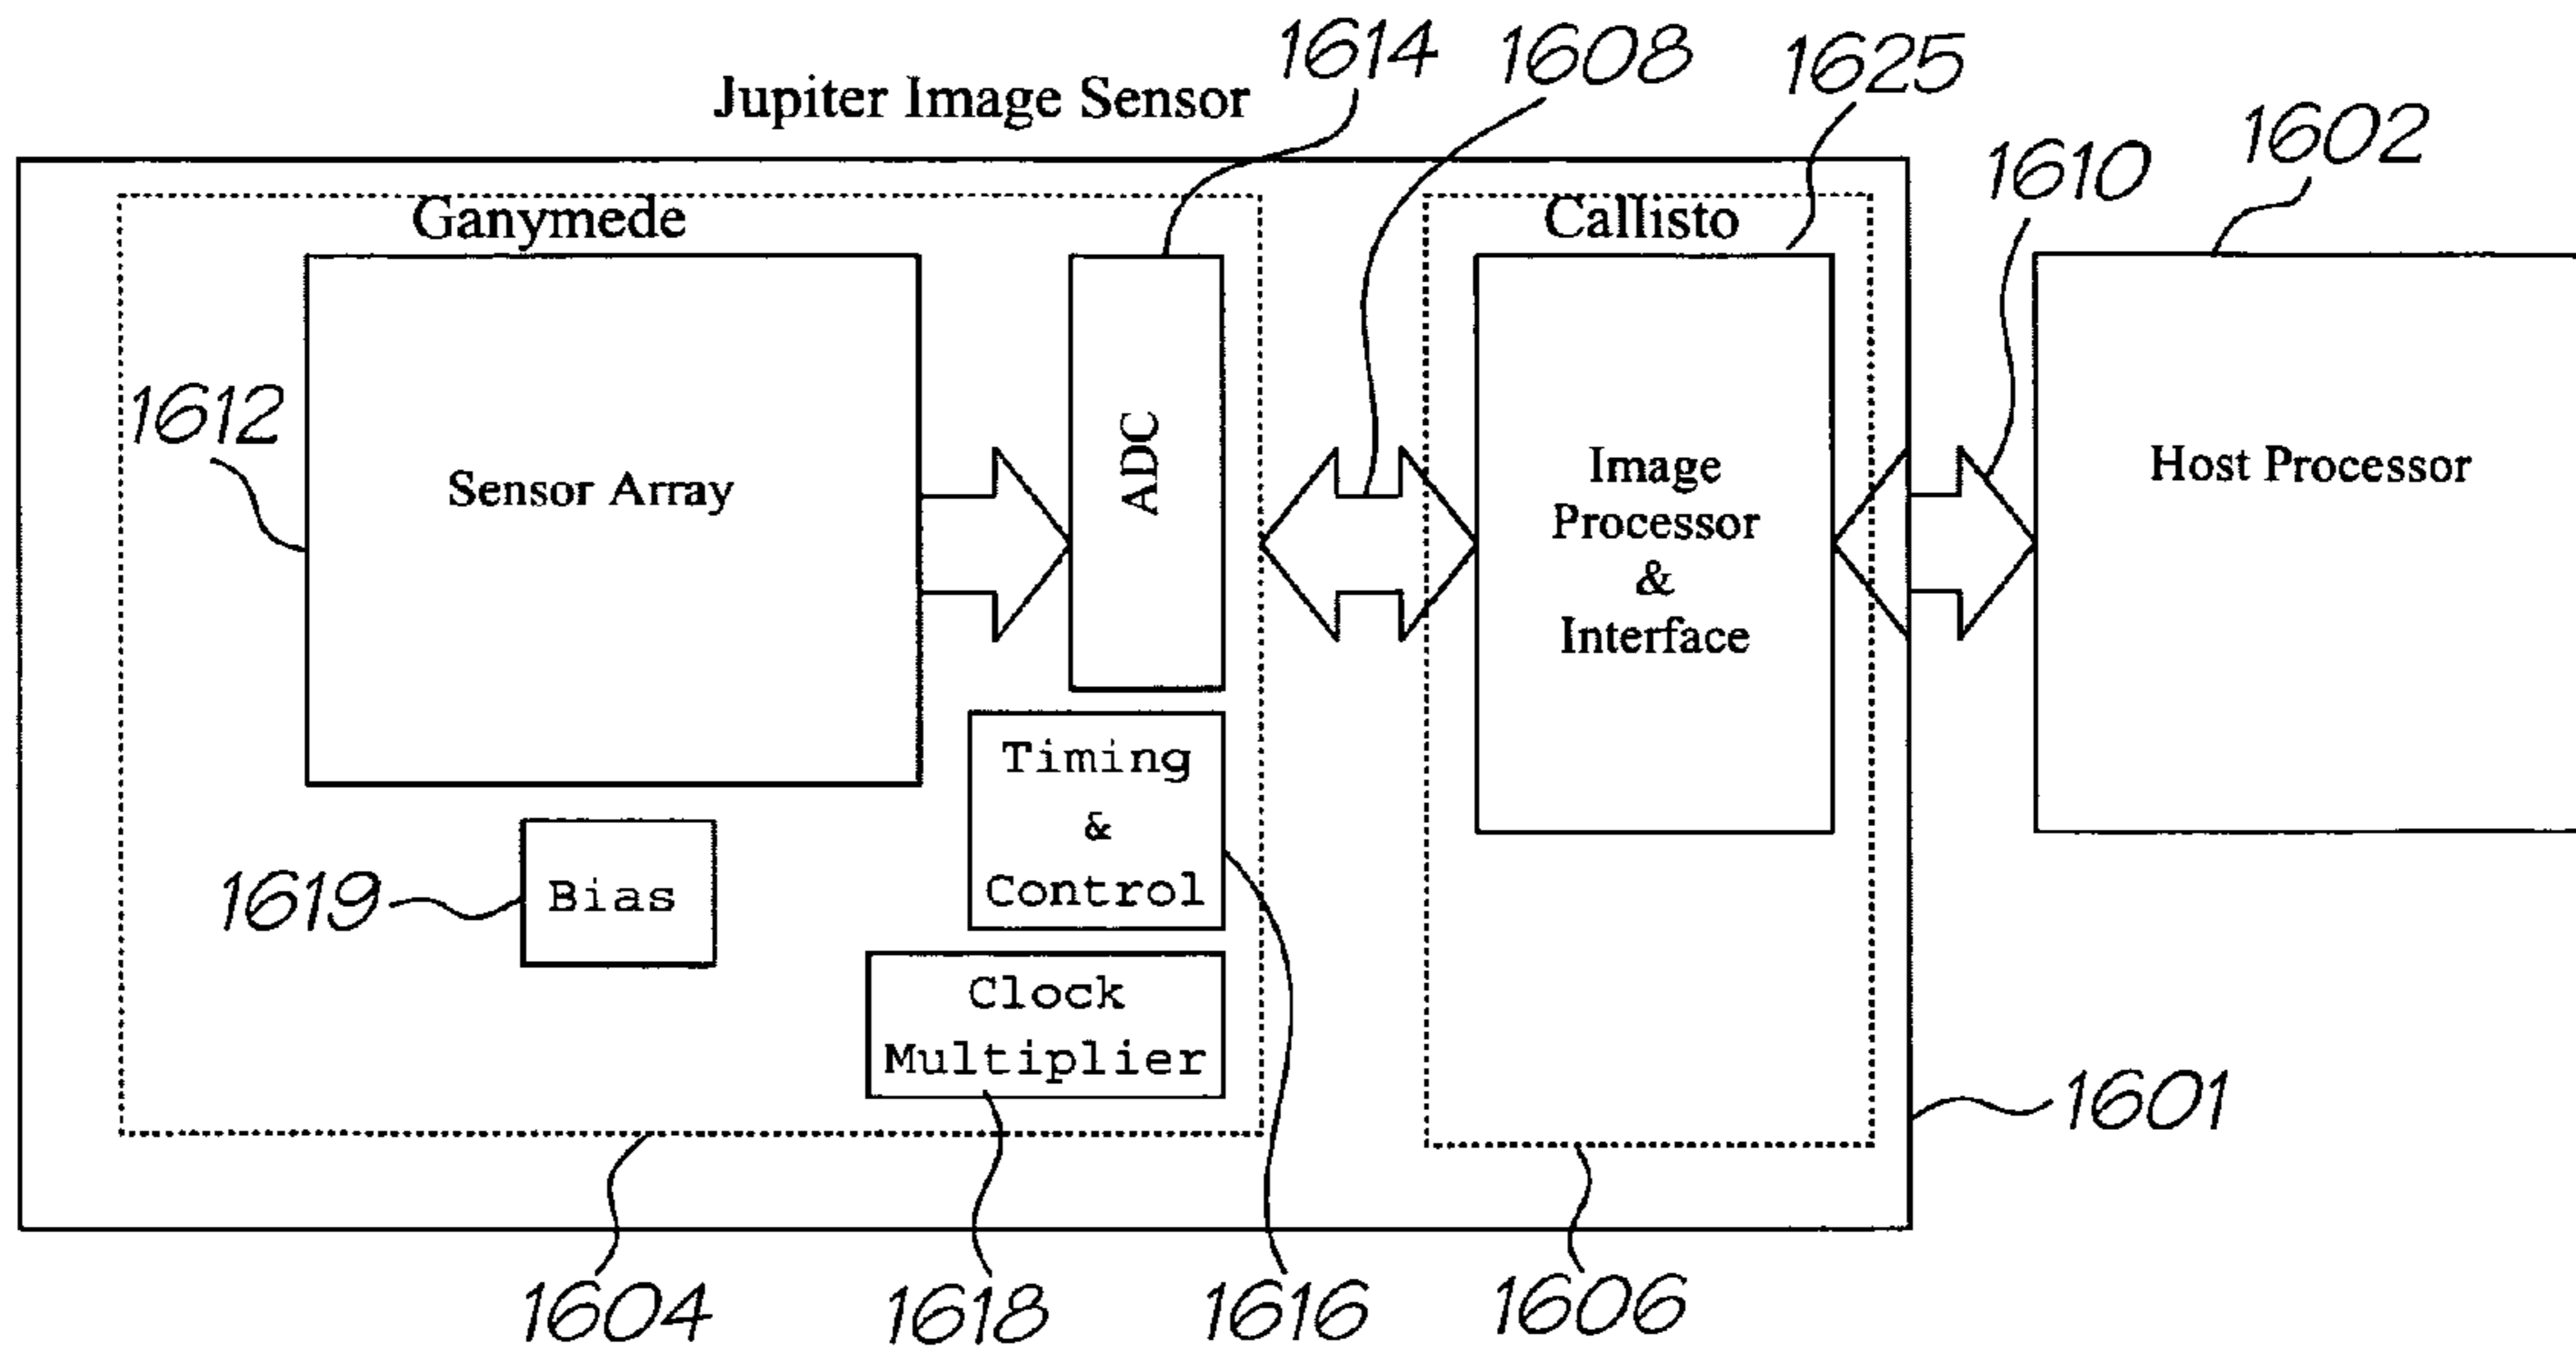 1614
1608
1625
Jupiter Image Sensor
1602
1610
Ganymede
Callisto
1612
Sensor Array
ADC
Image
Processor
&
Interface
Host Processor
Timing
&
Control
1619
Bias
Clock
Multiplier
1601
1604
1618
1616
1606